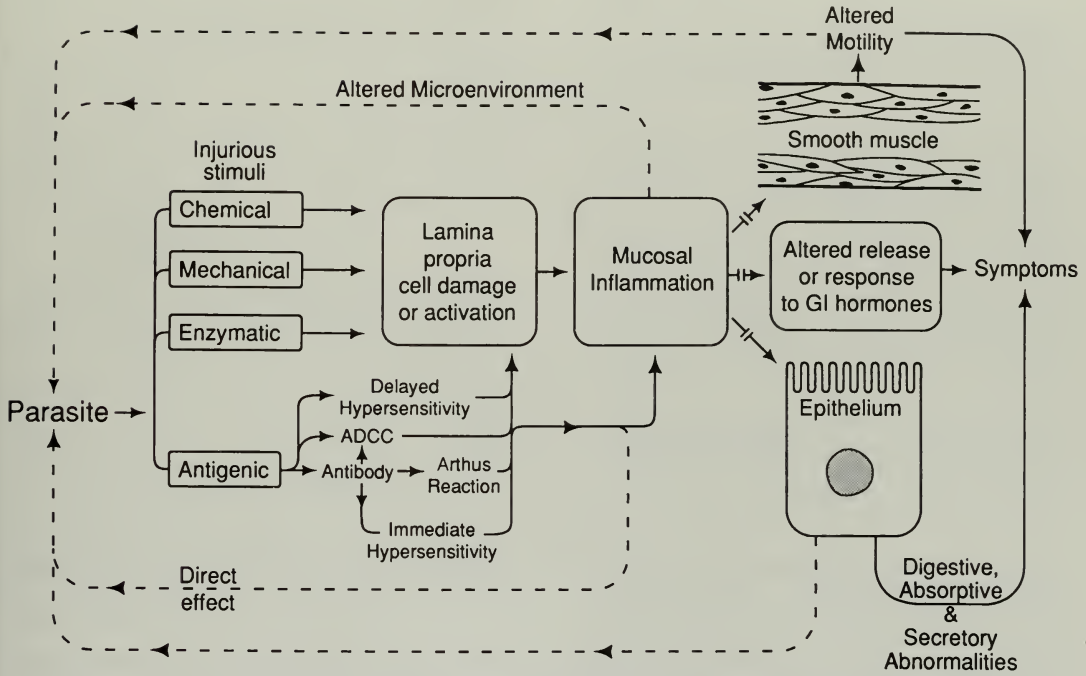 Altered
Motility
Altered Microenvironment
Injurious
stimuli
Smooth muscle
Chemical
Mechanical
Enzymatic
Antigenic
Lamina
propria
cell damage
or activation
Mucosal
Inflammation
Altered release
or response
to GI hormones
Symptoms
Parasite
Delayed
Hypersensitivity
ADCC
Antibody
Arthus
Reaction
Immediate
Hypersensitivity
Epithelium
Direct
effect
Digestive,
Absorptive
&
Secretory
Abnormalities